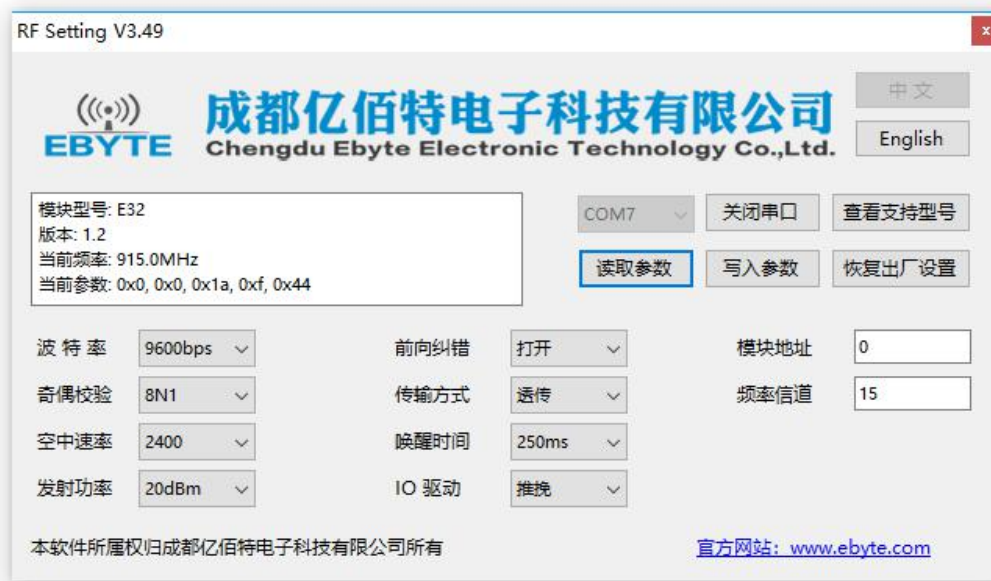 RF Setting V3.49
x
EBYTE
成都亿佰特电子科技有限公司
Chengdu Ebyte Electronic Technology Co.,Ltd.
中文
English
模块型号: E32
版本: 1.2
当前频率: 915.0MHz
当前参数: 0x0, 0x0, 0x1a, 0xf, 0x44
COM7 关闭串口 查看支持型号
读取参数 写入参数 恢复出厂设置
波特率 9600bps 前向纠错 打开 模块地址 0
奇偶校验 8N1 传输方式 透传 频率信道 15
空中速率 2400 唤醒时间 250ms
发射功率 20dBm IO 驱动 推挽
本软件所属权归成都亿佰特电子科技有限公司所有 官方网站：www.ebyte.com